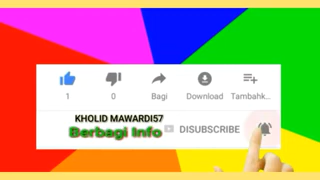 1 0 Bagi Download Tambahk...
KHOLID MAWARDI57
Berbagi Info DISUBSCRIBE